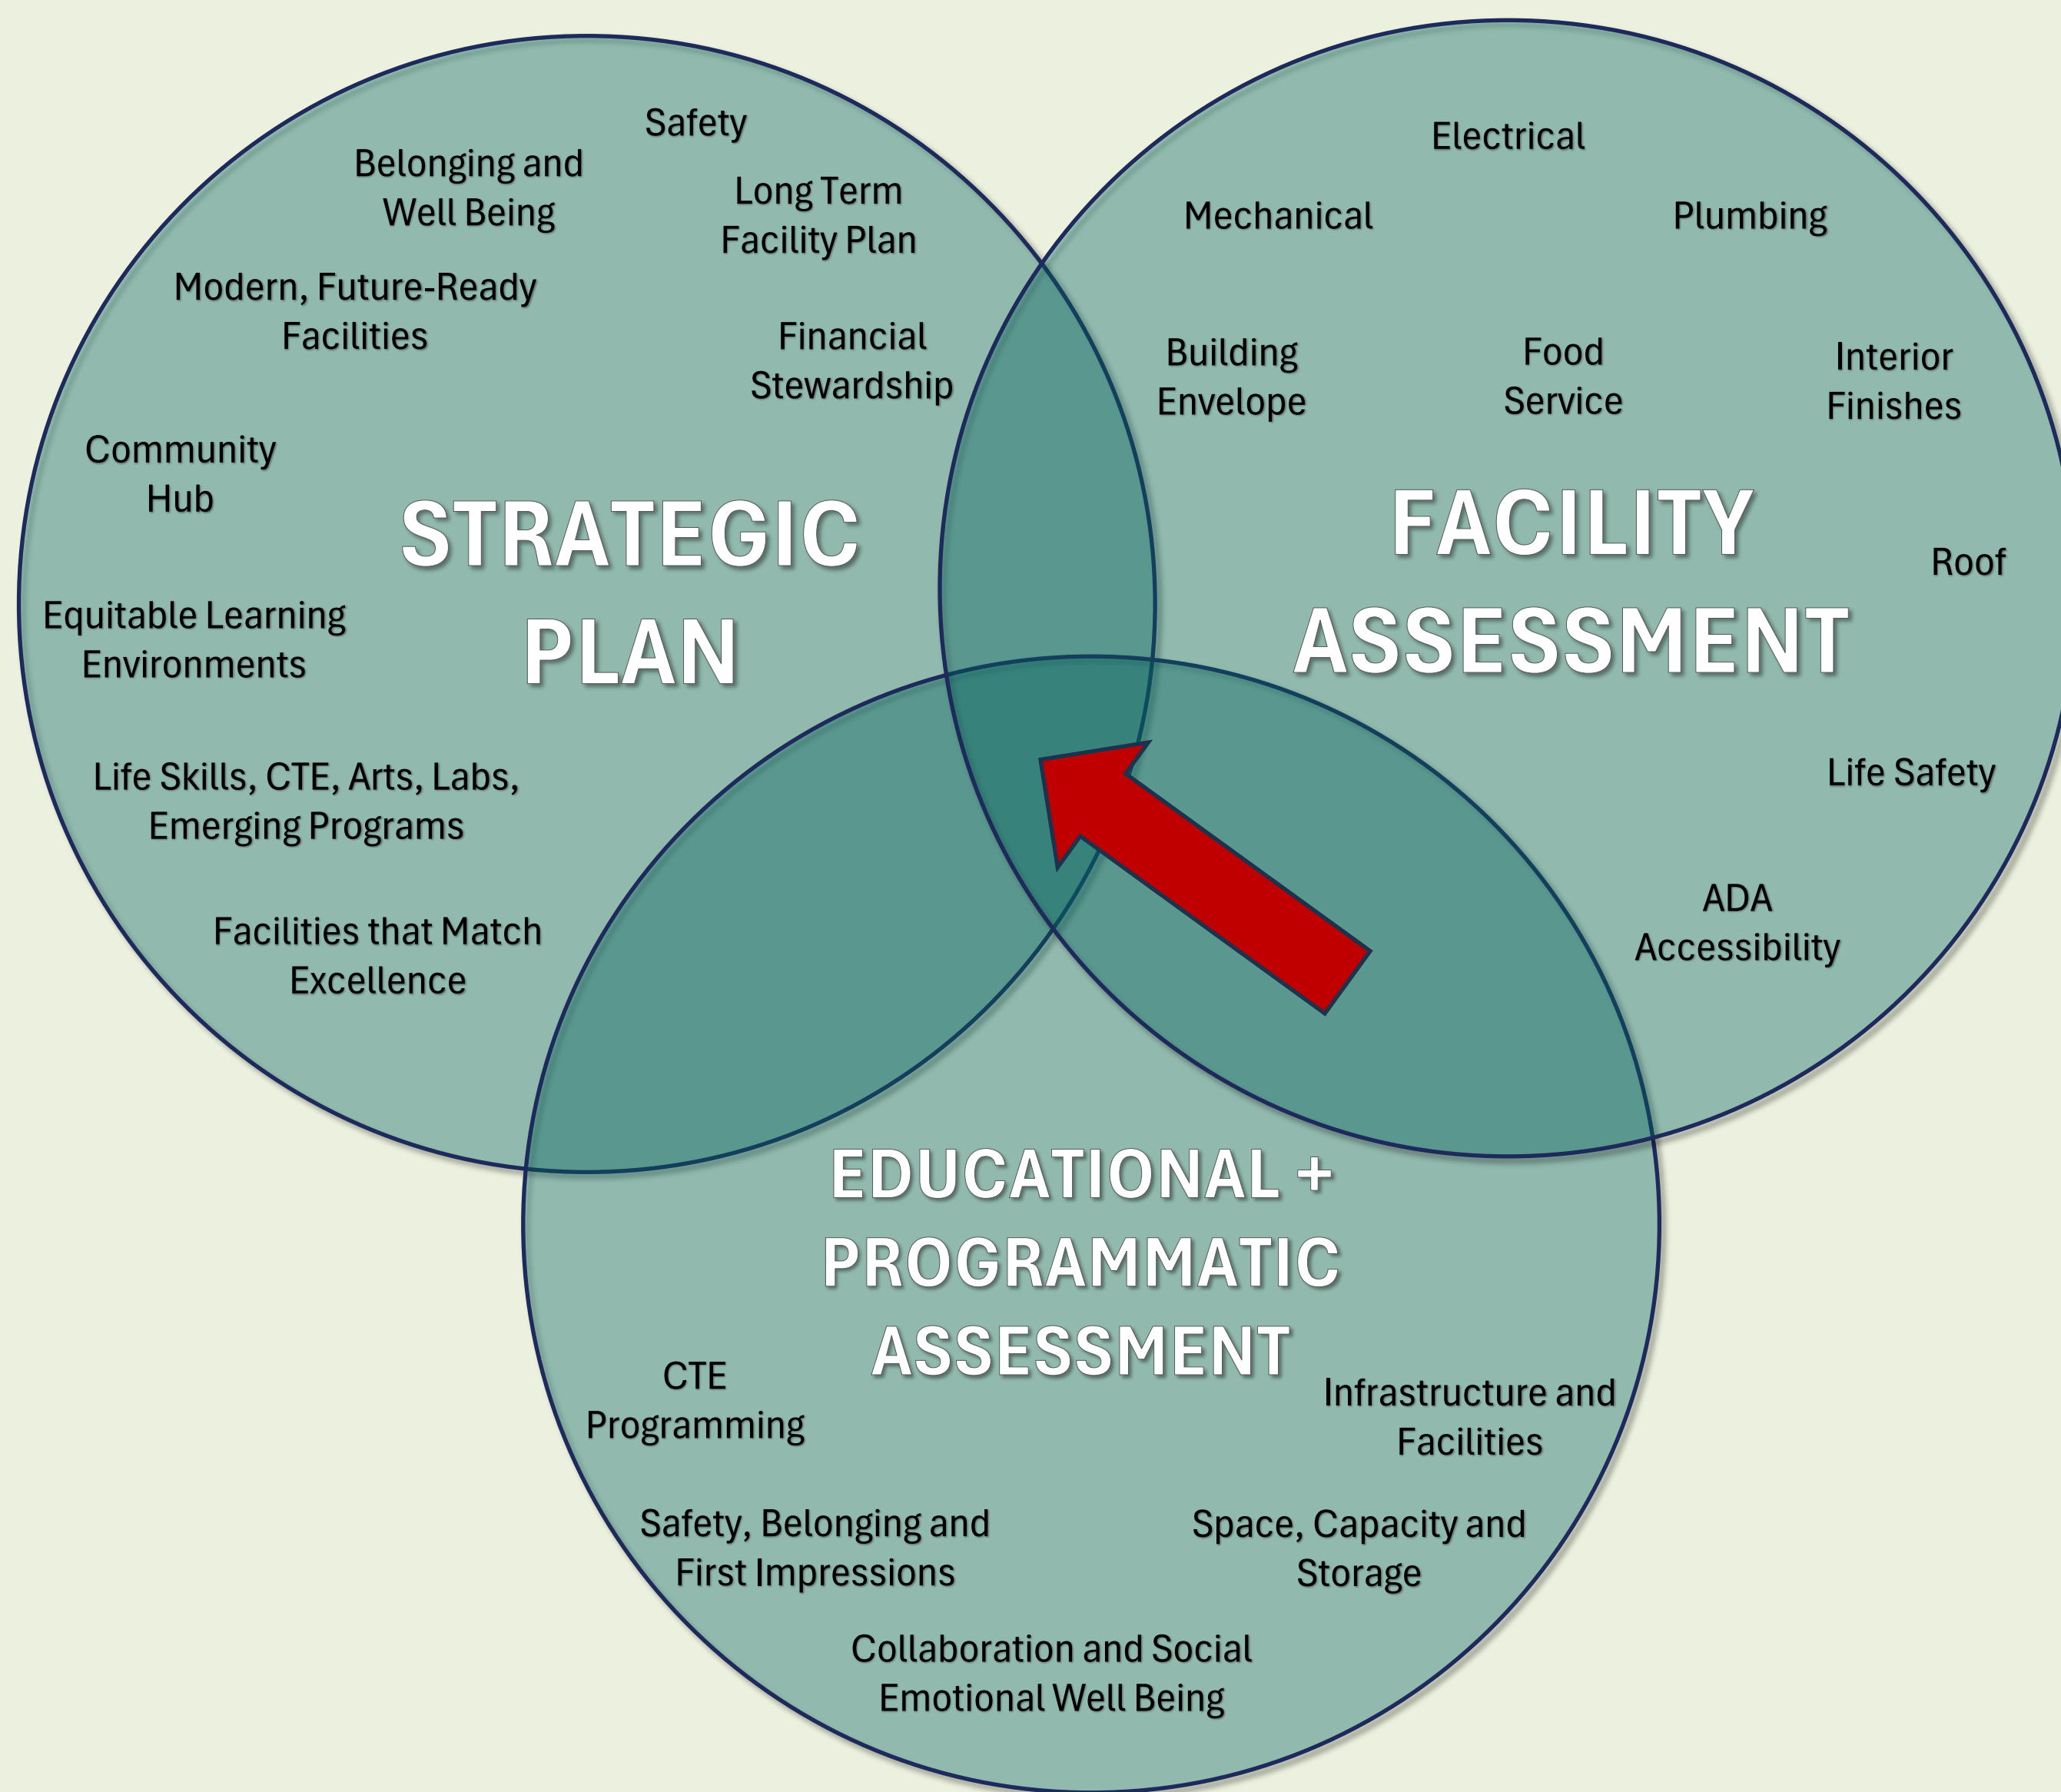 Safety
Belonging and
Well Being
Long Term
Facility Plan
Modern, Future-Ready
Facilities
Financial
Stewardship
Community
Hub
STRATEGIC
PLAN
Equitable Learning
Environments
Life Skills, CTE, Arts, Labs,
Emerging Programs
Facilities that Match
Excellence
Electrical
Mechanical
Plumbing
Building
Envelope
Food
Service
Interior
Finishes
FACILITY
ASSESSMENT
Roof
Life Safety
ADA
Accessibility
EDUCATIONAL +
PROGRAMMATIC
ASSESSMENT
CTE
Programming
Infrastructure and
Facilities
Safety, Belonging and
First Impressions
Space, Capacity and
Storage
Collaboration and Social
Emotional Well Being